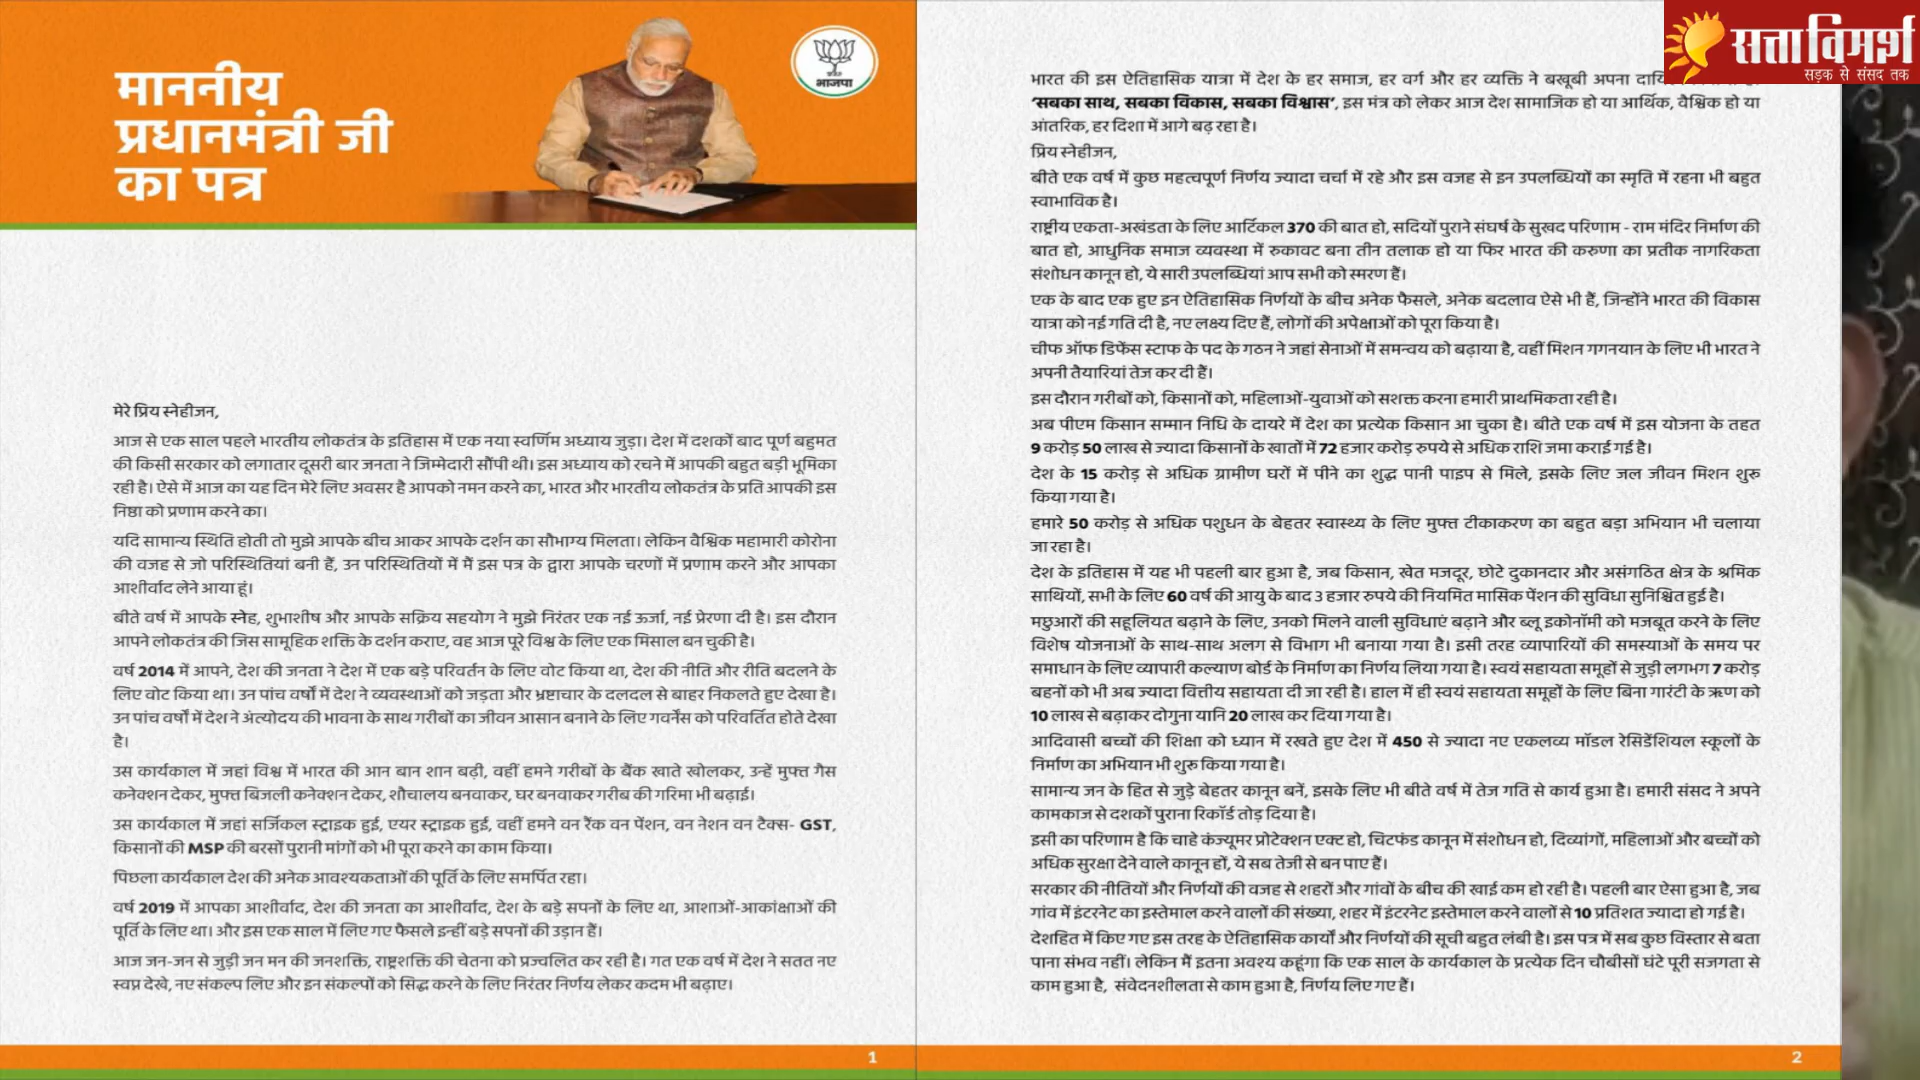 माननीय
प्रधानमंत्री जी
का पत्र
भाजपा
मेरे प्रिय स्नेहीजन,
आज से एक साल पहले भारतीय लोकतंत्र के इतिहास में एक नया स्वर्णिम अध्याय जुड़ा। देश में दशकों बाद पूर्ण बहुमत
की किसी सरकार को लगातार दूसरी बार जनता ने जिम्मेदारी सौंपी थी। इस अध्याय को रचने में आपकी बहुत बड़ी भूमिका
रही है। ऐसे में आज का यह दिन मेरे लिए अवसर है आपको नमन करने का, भारत और भारतीय लोकतंत्र के प्रति आपकी इस
निष्ठा को प्रणाम करने का।
यदि सामान्य स्थिति होती तो मुझे आपके बीच आकर आपके दर्शन का सौभाग्य मिलता। लेकिन वैश्विक महामारी कोरोना
की वजह से जो परिस्थितियां बनी हैं, उन परिस्थितियों में मैं इस पत्र के द्वारा आपके चरणों में प्रणाम करने और आपका
आशीर्वाद लेने आया हूं।
बीते वर्ष में आपके स्नेह, शुभाशीष और आपके सक्रिय सहयोग ने मुझे निरंतर एक नई ऊर्जा, नई प्रेरणा दी है। इस दौरान
आपने लोकतंत्र की जिस सामूहिक शक्ति के दर्शन कराए, वह आज पूरे विश्व के लिए एक मिसाल बन चुकी है।
वर्ष 2014 में आपने, देश की जनता ने देश में एक बड़े परिवर्तन के लिए वोट किया था, देश की नीति और रीति बदलने के
लिए वोट किया था। उन पांच वर्षों में देश ने व्यवस्थाओं को जड़ता और भ्रष्टाचार के दलदल से बाहर निकलते हुए देखा है।
उन पांच वर्षों में देश ने अंत्योदय की भावना के साथ गरीबों का जीवन आसान बनाने के लिए गवर्नेंस को परिवर्तित होते देखा
है।
उस कार्यकाल में जहां विश्व में भारत की आन बान शान बढ़ी, वहीं हमने गरीबों के बैंक खाते खोलकर, उन्हें मुफ्त गैस
कनेक्शन देकर, मुफ्त बिजली कनेक्शन देकर, शौचालय बनवाकर, घर बनवाकर गरीब की गरिमा भी बढ़ाई।
उस कार्यकाल में जहां सर्जिकल स्ट्राइक हुई, एयर स्ट्राइक हुई, वहीं हमने वन रैंक वन पेंशन, वन नेशन वन टैक्स- GST,
किसानों की MSP की बरसों पुरानी मांगों को भी पूरा करने का काम किया।
पिछला कार्यकाल देश की अनेक आवश्यकताओं की पूर्ति के लिए समर्पित रहा।
वर्ष 2019 में आपका आशीर्वाद, देश की जनता का आशीर्वाद, देश के बड़े सपनों के लिए था, आशाओं-आकांक्षाओं की
पूर्ति के लिए था। और इस एक साल में लिए गए फैसले इन्हीं बड़े सपनों की उड़ान हैं।
आज जन-जन से जुड़ी जन मन की जनशक्ति, राष्ट्रशक्ति की चेतना को प्रज्वलित कर रही है। गत एक वर्ष में देश ने सतत नए
स्वप्न देखे, नए संकल्प लिए और इन संकल्पों को सिद्ध करने के लिए निरंतर निर्णय लेकर कदम भी बढ़ाए।
1
सत्ता विमर्श
सड़क से संसद तक
भारत की इस ऐतिहासिक यात्रा में देश के हर समाज, हर वर्ग और हर व्यक्ति ने बखूबी अपना
‘सबका साथ, सबका विकास, सबका विश्वास’, इस मंत्र को लेकर आज देश सामाजिक हो या आर्थिक, वैश्विक हो या
आंतरिक, हर दिशा में आगे बढ़ रहा है।
प्रिय स्नेहीजन,
बीते एक वर्ष में कुछ महत्वपूर्ण निर्णय ज्यादा चर्चा में रहे और इस वजह से इन उपलब्धियों का स्मृति में रहना भी बहुत
स्वाभाविक है।
राष्ट्रीय एकता-अखंडता के लिए आर्टिकल 370 की बात हो, सदियों पुराने संघर्ष के सुखद परिणाम - राम मंदिर निर्माण की
बात हो, आधुनिक समाज व्यवस्था में रुकावट बना तीन तलाक हो या फिर भारत की करुणा का प्रतीक नागरिकता
संशोधन कानून हो, ये सारी उपलब्धियां आप सभी को स्मरण हैं।
एक के बाद एक हुए इन ऐतिहासिक निर्णयों के बीच अनेक फैसले, अनेक बदलाव ऐसे भी हैं, जिन्होंने भारत की विकास
यात्रा को नई गति दी है, नए लक्ष्य दिए हैं, लोगों की अपेक्षाओं को पूरा किया है।
चीफ ऑफ डिफेंस स्टाफ के पद के गठन ने जहां सेनाओं में समन्वय को बढ़ाया है, वहीं मिशन गगनयान के लिए भी भारत ने
अपनी तैयारियां तेज कर दी हैं।
इस दौरान गरीबों को, किसानों को, महिलाओं-युवाओं को सशक्त करना हमारी प्राथमिकता रही है।
अब पीएम किसान सम्मान निधि के दायरे में देश का प्रत्येक किसान आ चुका है। बीते एक वर्ष में इस योजना के तहत
9 करोड़ 50 लाख से ज्यादा किसानों के खातों में 72 हजार करोड़ रुपये से अधिक राशि जमा कराई गई है।
देश के 15 करोड़ से अधिक ग्रामीण घरों में पीने का शुद्ध पानी पाइप से मिले, इसके लिए जल जीवन मिशन शुरू
किया गया है।
हमारे 50 करोड़ से अधिक पशुधन के बेहतर स्वास्थ्य के लिए मुफ्त टीकाकरण का बहुत बड़ा अभियान भी चलाया
जा रहा है।
देश के इतिहास में यह भी पहली बार हुआ है, जब किसान, खेत मजदूर, छोटे दुकानदार और असंगठित क्षेत्र के श्रमिक
साथियों, सभी के लिए 60 वर्ष की आयु के बाद 3 हजार रुपये की नियमित मासिक पेंशन की सुविधा सुनिश्चित हुई है।
मछुआरों की सहूलियत बढ़ाने के लिए, उनको मिलने वाली सुविधाएं बढ़ाने और ब्लू इकोनॉमी को मजबूत करने के लिए
विशेष योजनाओं के साथ-साथ अलग से विभाग भी बनाया गया है। इसी तरह व्यापारियों की समस्याओं के समय पर
समाधान के लिए व्यापारी कल्याण बोर्ड के निर्माण का निर्णय लिया गया है। स्वयं सहायता समूहों से जुड़ी लगभग 7 करोड़
बहनों को भी अब ज्यादा वित्तीय सहायता दी जा रही है। हाल में ही स्वयं सहायता समूहों के लिए बिना गारंटी के ऋण को
10 लाख से बढ़ाकर दोगुना यानि 20 लाख कर दिया गया है।
आदिवासी बच्चों की शिक्षा को ध्यान में रखते हुए देश में 450 से ज्यादा नए एकलव्य मॉडल रेसिडेंशियल स्कूलों के
निर्माण का अभियान भी शुरू किया गया है।
सामान्य जन के हित से जुड़े बेहतर कानून बनें, इसके लिए भी बीते वर्ष में तेज गति से कार्य हुआ है। हमारी संसद ने अपने
कामकाज से दशकों पुराना रिकॉर्ड तोड़ दिया है।
इसी का परिणाम है कि चाहे कंज्यूमर प्रोटेक्शन एक्ट हो, चिटफंड कानून में संशोधन हो, दिव्यांगों, महिलाओं और बच्चों को
अधिक सुरक्षा देने वाले कानून हों, ये सब तेजी से बन पाए हैं।
सरकार की नीतियों और निर्णयों की वजह से शहरों और गांवों के बीच की खाई कम हो रही है। पहली बार ऐसा हुआ है, जब
गांव में इंटरनेट का इस्तेमाल करने वालों की संख्या, शहर में इंटरनेट इस्तेमाल करने वालों से 10 प्रतिशत ज्यादा हो गई है।
देशहित में किए गए इस तरह के ऐतिहासिक कार्यों और निर्णयों की सूची बहुत लंबी है। इस पत्र में सब कुछ विस्तार से बता
पाना संभव नहीं। लेकिन मैं इतना अवश्य कहूंगा कि एक साल के कार्यकाल के प्रत्येक दिन चौबीसों घंटे पूरी सजगता से
काम हुआ है, संवेदनशीलता से काम हुआ है, निर्णय लिए गए हैं।
2